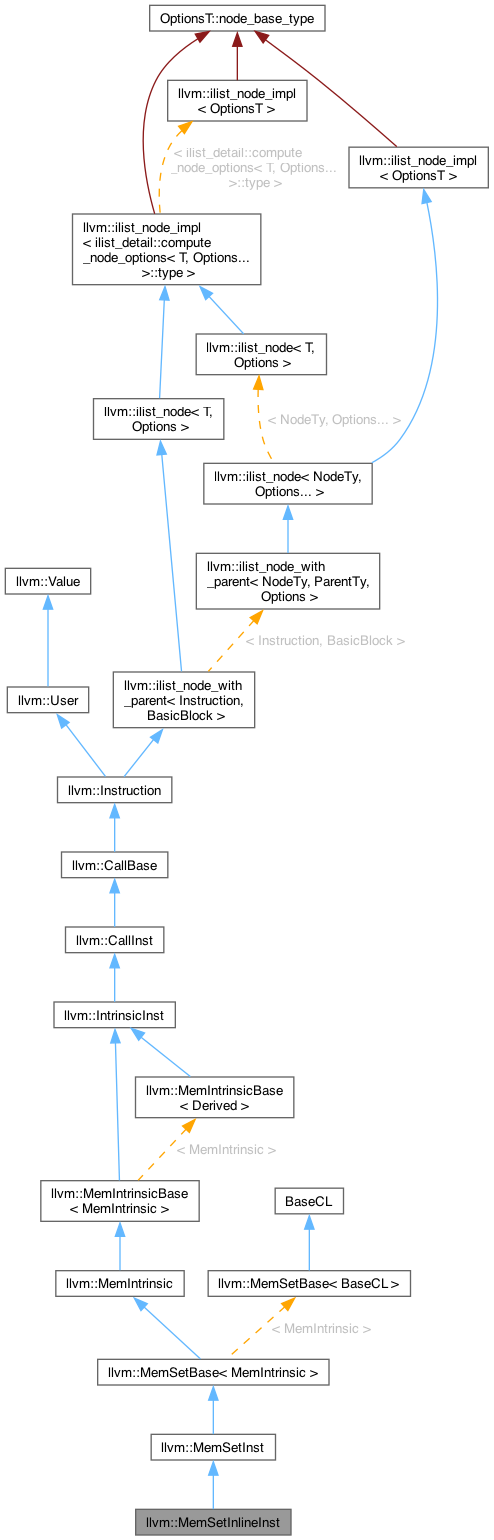 OptionsT::node_base_type
llvm::ilist_node_impl
< OptionsT >
< ilist_detail::compute
_node_options< T, Options...
>::type >
llvm::ilist_node_impl
< OptionsT >
llvm::ilist_node_impl
< ilist_detail::compute
_node_options< T, Options...
>::type >
llvm::ilist_node< T,
Options >
llvm::ilist_node< T,
Options >
< NodeTy, Options... >
llvm::ilist_node< NodeTy,
Options... >
llvm::ilist_node_with
_parent< NodeTy, ParentTy,
Options >
llvm::Value
< Instruction, BasicBlock >
llvm::User
llvm::ilist_node_with
_parent< Instruction,
BasicBlock >
llvm::Instruction
llvm::CallBase
llvm::CallInst
llvm::IntrinsicInst
llvm::MemIntrinsicBase
< Derived >
< MemIntrinsic >
llvm::MemIntrinsicBase
< MemIntrinsic >
BaseCL
llvm::MemIntrinsic
llvm::MemSetBase< BaseCL >
< MemIntrinsic >
llvm::MemSetBase< MemIntrinsic >
llvm::MemSetInst
llvm::MemSetInlineInst